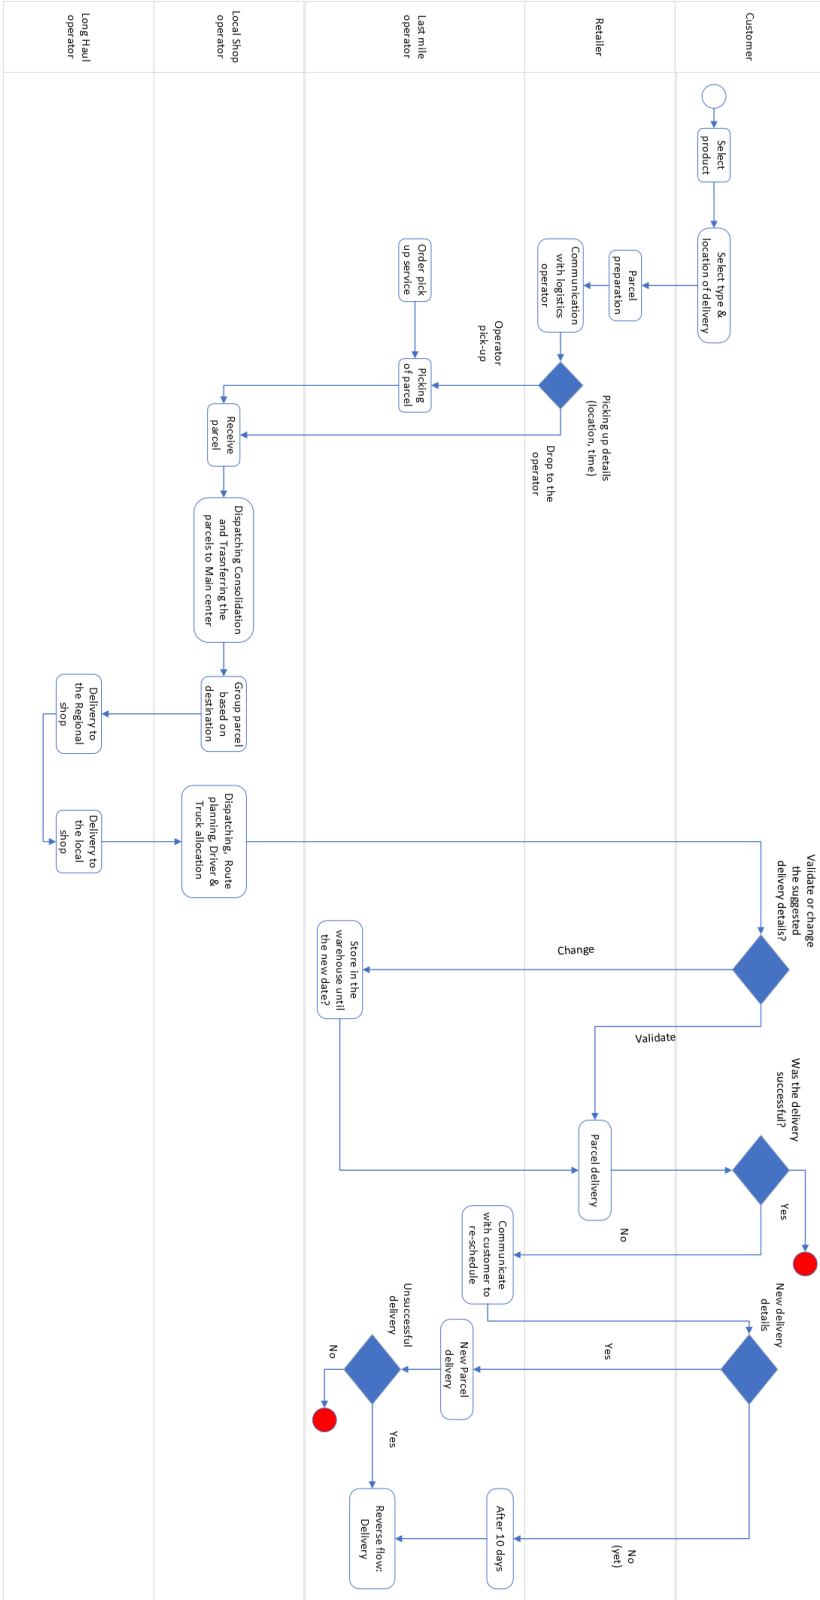 Customer
Retailer
Last mile
operator
Local Shop
operator
Long Haul
operator
Select
product
Select type &
location of delivery
Parcel
preparation
Communication
with logistics
operator
Picking up details
(location, time)
Operator
pick-up
Drop to the
operator
Order pick
up service
Picking
of parcel
Receive
parcel
Dispatching Consolidation
and Trasnferring the
parcels to Main center
Group parcel
based on
destination
Delivery to
the Regional
shop
Delivery to
the local
shop
Dispatching, Route
planning, Driver &
Truck allocation
Validate or change
the suggested
delivery details?
Change
Validate
Store in the
warehouse until
the new date?
Parcel delivery
Was the delivery
successful?
Yes
No
Communicate
with customer to
re-schedule
New delivery
details
Yes
No
(yet)
New Parcel
delivery
Unsuccessful
delivery
No
Yes
After 10 days
Reverse flow:
Delivery